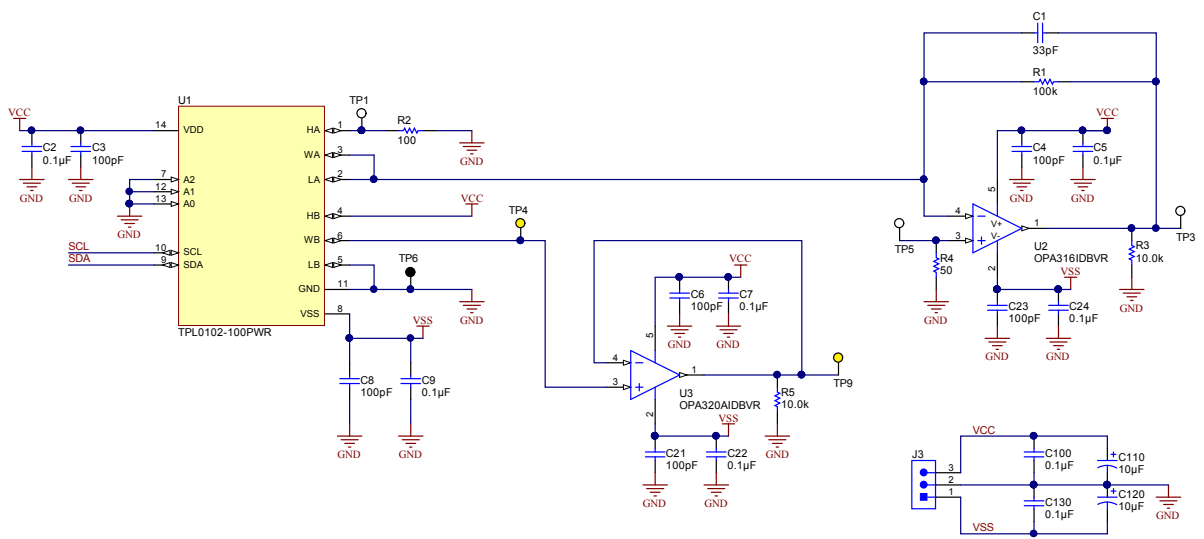 C1
33pF
R1
100k
U1
TP1
R2
100
GND
VCC
C2
0.1µF
C3
100pF
GND
GND
14
VDD
7
A2
12
A1
13
A0
GND
SCL
10
SCL
SDA
9
SDA
HA
1
WA
3
LA
2
HB
4
VCC
WB
6
LB
5
GND
11
VSS
8
TPL0102-100PWR
TP4
TP6
GND
VSS
C8
100pF
C9
0.1µF
GND
GND
VCC
C6
100pF
C7
0.1µF
GND
GND
5
4
3
1
2
U3
OPA320AIDBVR
VSS
C21
100pF
C22
0.1µF
GND
GND
R5
10.0k
GND
TP9
VCC
C4
100pF
C5
0.1µF
GND
GND
5
4
3
V+
V-
1
2
U2
OPA316IDBVR
TP5
R4
50
GND
VSS
C23
100pF
C24
0.1µF
GND
GND
R3
10.0k
GND
TP3
J3
3
2
1
VCC
C100
0.1µF
C110
10µF
C130
0.1µF
C120
10µF
GND
VSS